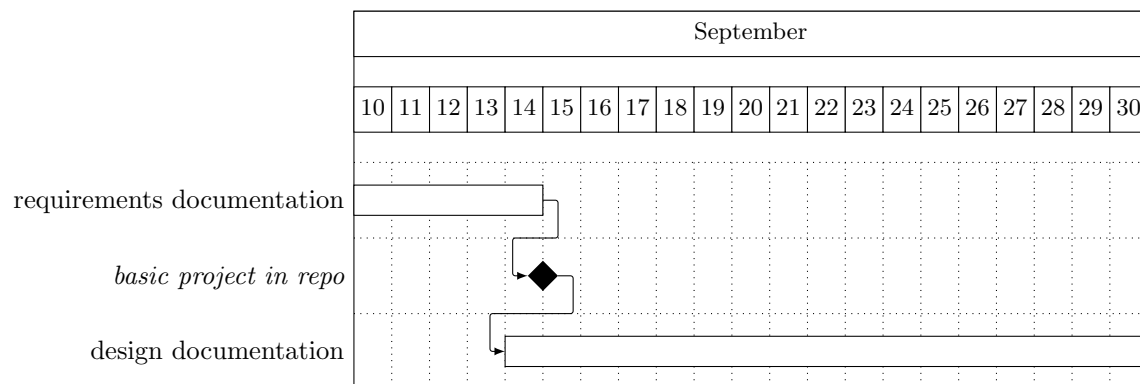 September
10 11 12 13 14 15 16 17 18 19 20 21 22 23 24 25 26 27 28 29 30
requirements documentation
basic project in repo
design documentation